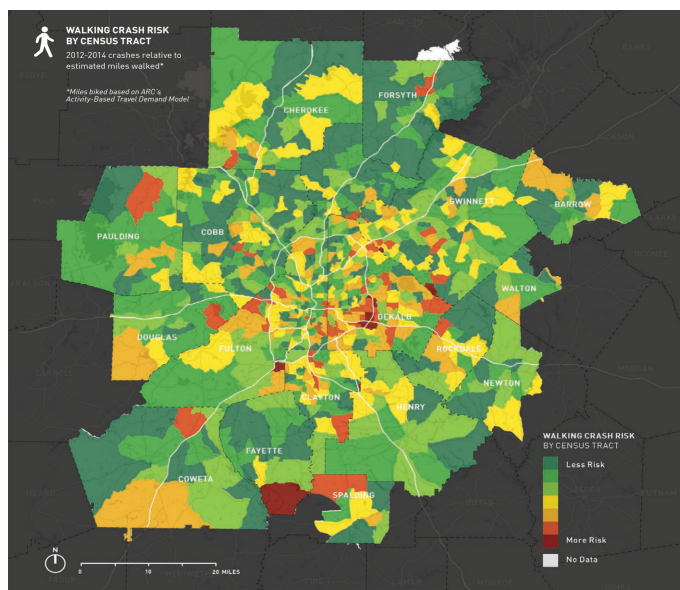 WALKING CRASH RISK
BY CENSUS TRACT
2012-2014 crashes relative to
estimated miles walked*
*Miles biked based on ARC's
Activity-Based Travel Demand Model
CHEROKEE
FORSYTH
GWINNETT
BARROW
PAULDING
COBB
WALTON
DEKALB
DOUGLAS
FULTON
ROCKDALE
NEWTON
CLAYTON
HENRY
FAYETTE
COWETA
SPALDING
WALKING CRASH RISK
BY CENSUS TRACT
Less Risk
More Risk
No Data
N
0 10 20 MILES